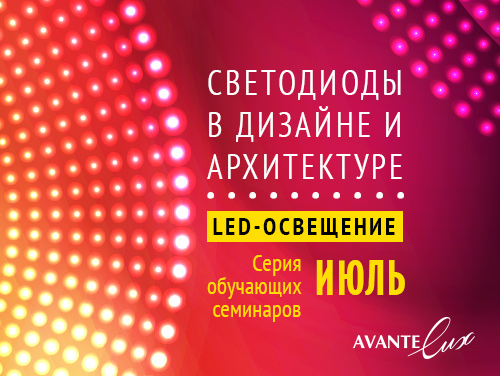 СВЕТОДИОДЫ
В ДИЗАЙНЕ И
АРХИТЕКТУРЕ
LED-ОСВЕЩЕНИЕ
Серия
обучающих
семинаров
ИЮЛЬ
AVANTE lux